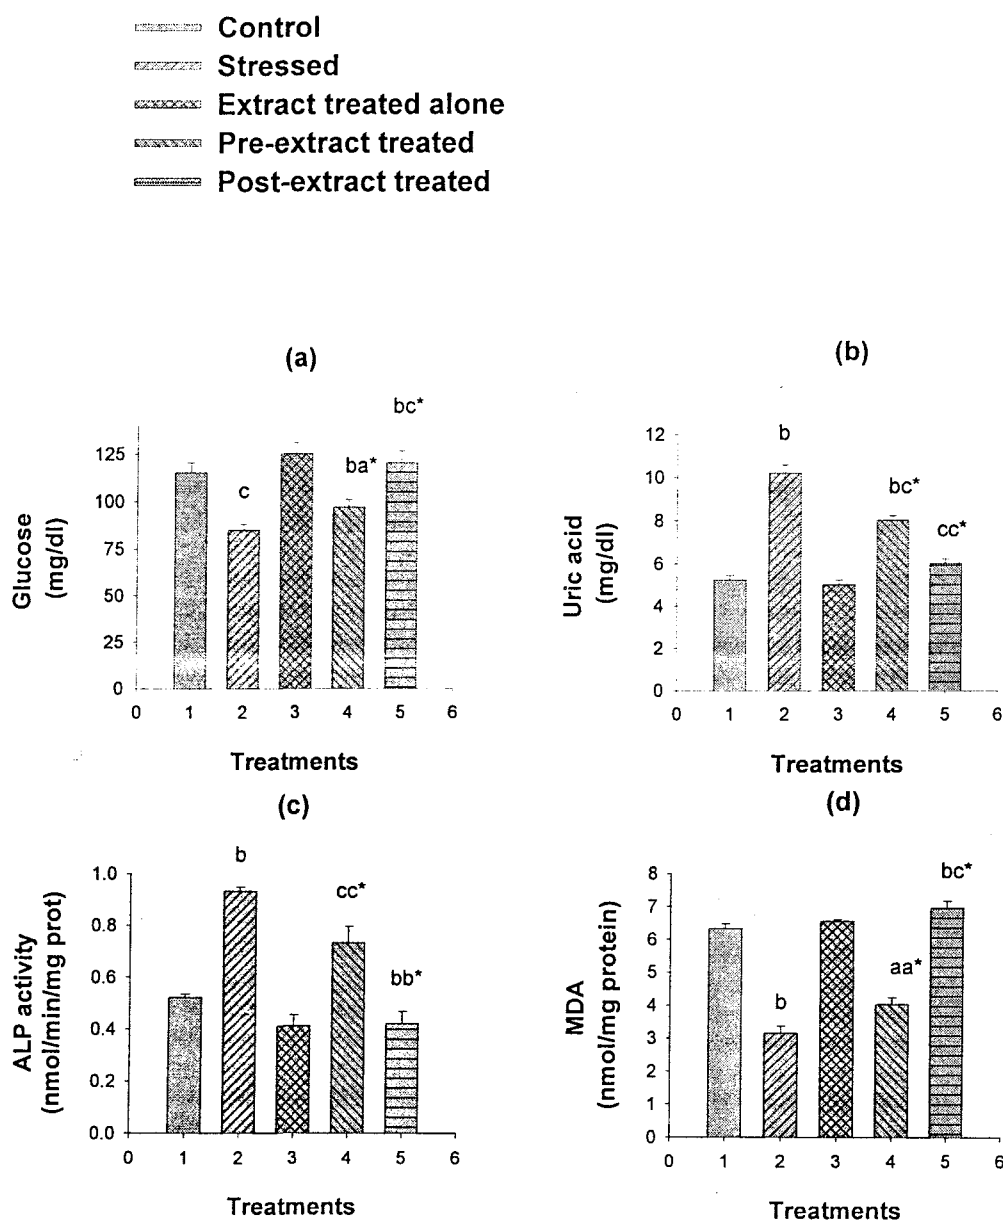 Control
Stressed
Extract treated alone
Pre-extract treated
Post-extract treated
(a)
Glucose
(mg/dl)
125
100
75
50
25
0
c
ba*
bc*
0 1 2 3 4 5 6
Treatments
(b)
Uric acid
(mg/dl)
12
10
8
6
4
2
0
b
bc*
cc*
0 1 2 3 4 5 6
Treatments
(c)
ALP activity
(nmol/min/mg prot)
1.0
0.8
0.6
0.4
0.2
0.0
b
cc*
bb*
0 1 2 3 4 5 6
Treatments
(d)
MDA
(nmol/mg protein)
8
7
6
5
4
3
2
1
0
b
aa*
bc*
0 1 2 3 4 5 6
Treatments